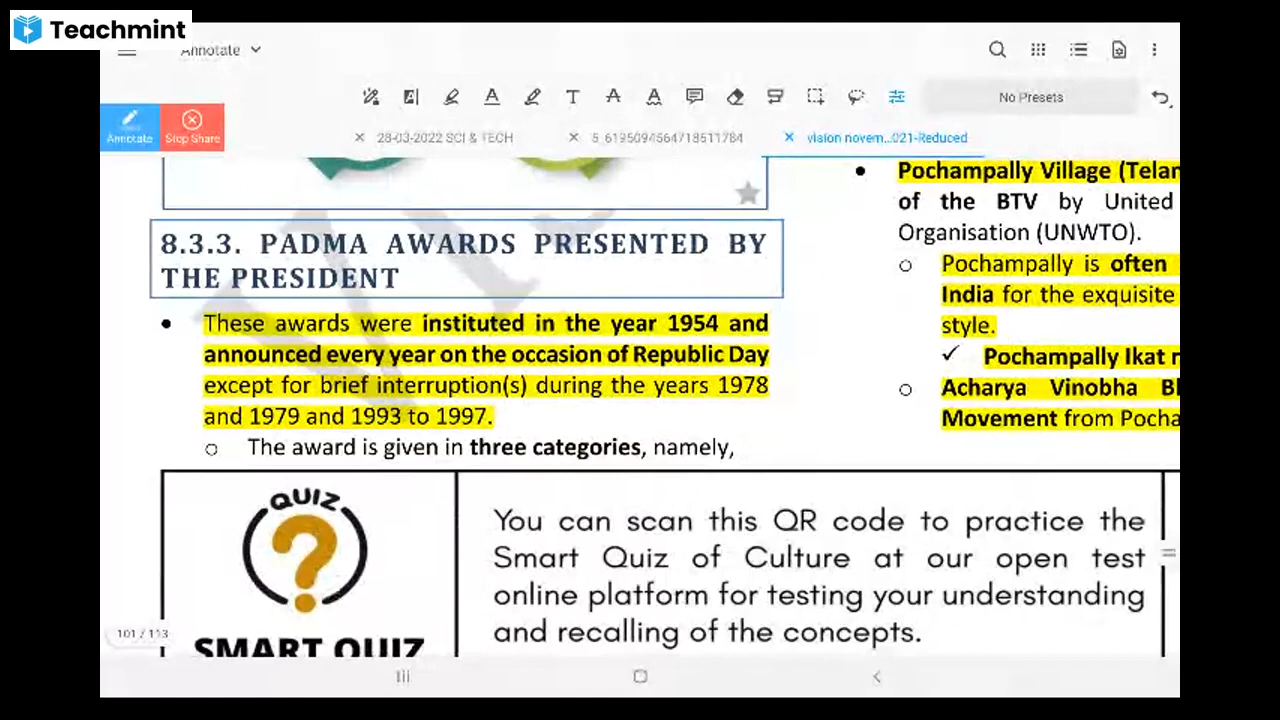 Teachmint
Annotate
No Presets
Annotate
Stop Share
28-03-2022 SCI & TECH
5_6195094564718511784
vision novem...021-Reduced
8.3.3. PADMA AWARDS PRESENTED BY
THE PRESIDENT
• These awards were instituted in the year 1954 and
announced every year on the occasion of Republic Day
except for brief interruption(s) during the years 1978
and 1979 and 1993 to 1997.
o The award is given in three categories, namely,
• Pochampally Village (Telan
of the BTV by United
Organisation (UNWTO).
o Pochampally is often
India for the exquisite
style.
✓ Pochampally Ikat
o Acharya Vinobha
Movement from Pocha
QUIZ
?
SMART QUIZ
You can scan this QR code to practice the
Smart Quiz of Culture at our open test
online platform for testing your understanding
and recalling of the concepts.
101 / 113